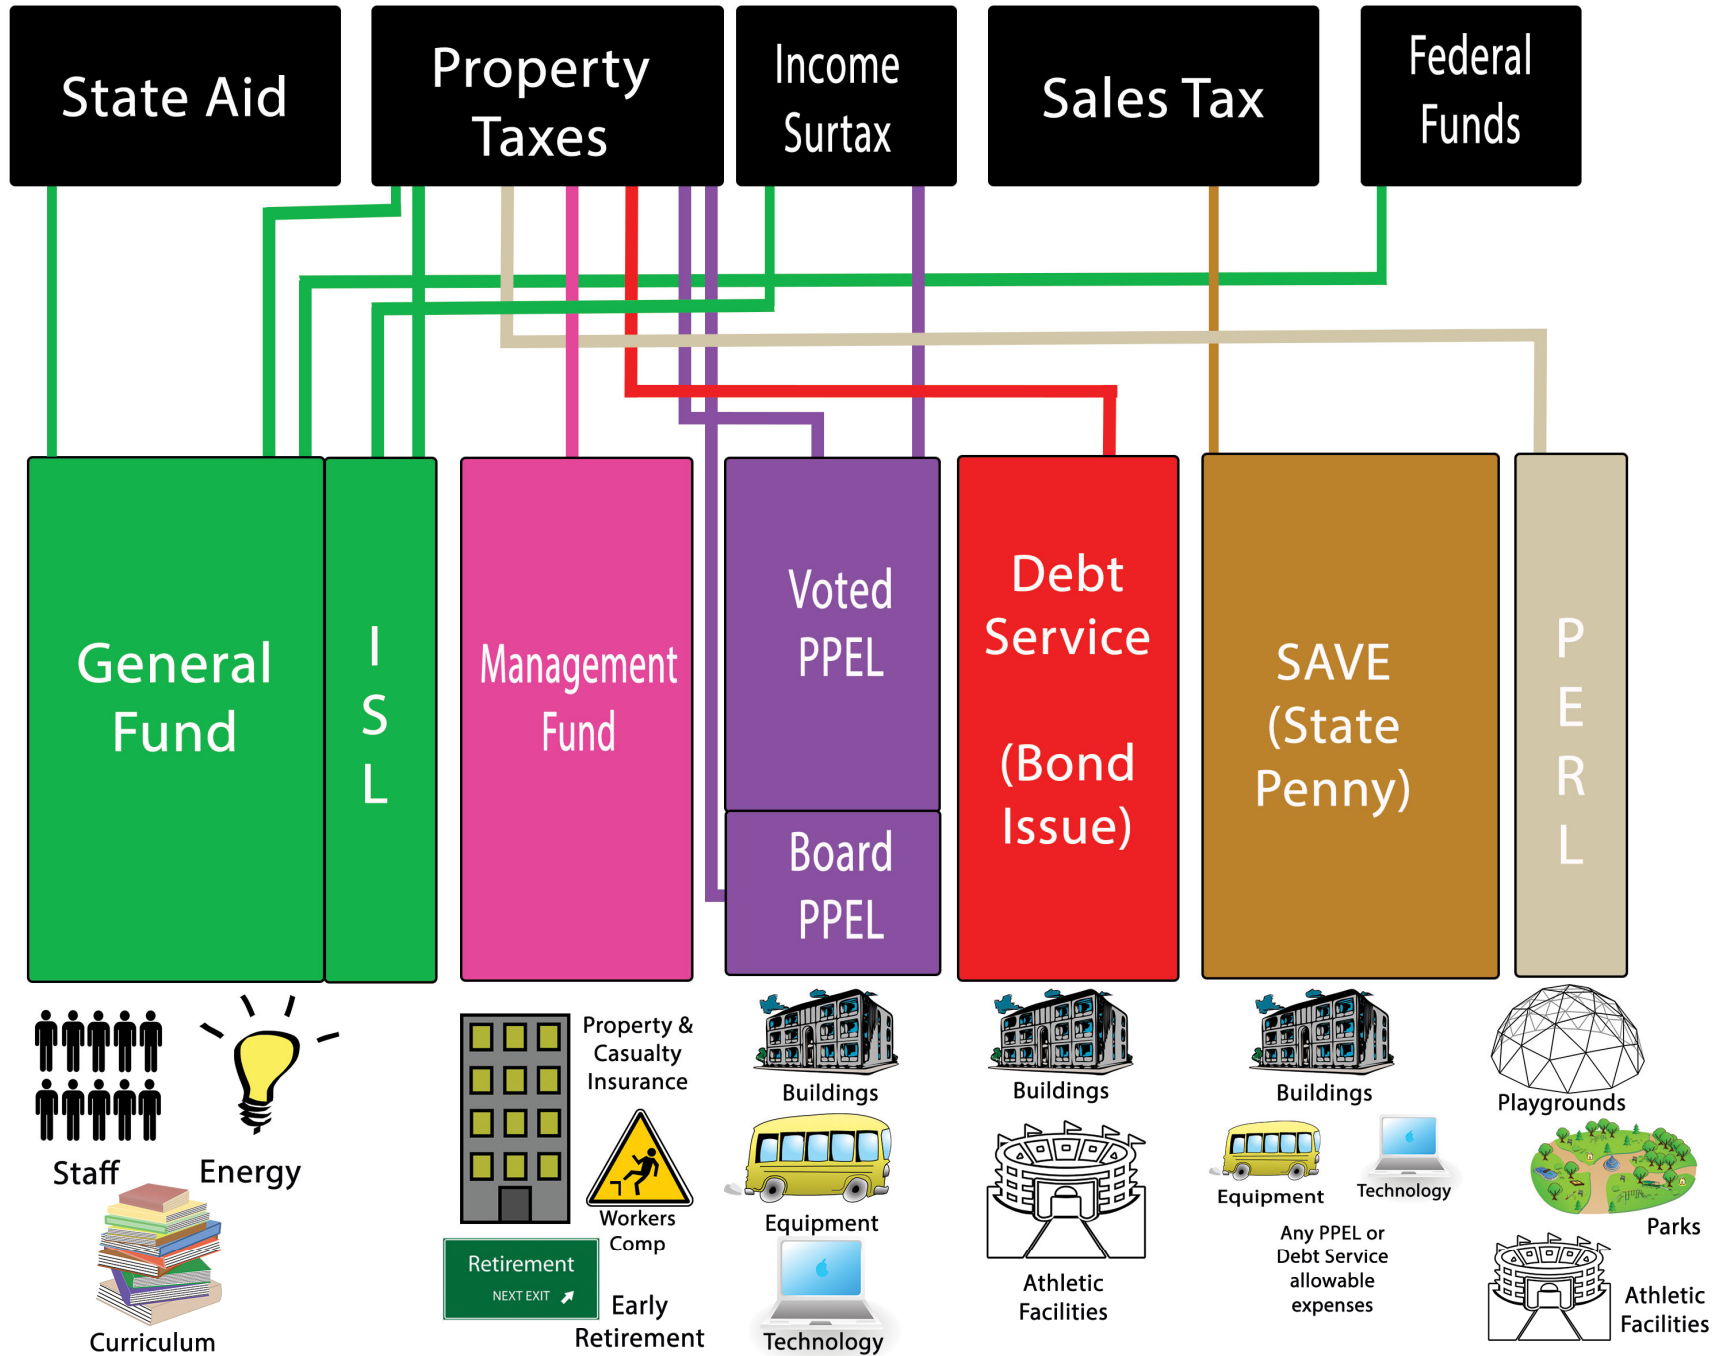 State Aid
Property
Taxes
Income
Surtax
Sales Tax
Federal
Funds
General
Fund
I
S
L
Management
Fund
Voted
PPEL
Board
PPEL
Debt
Service
(Bond
Issue)
SAVE
(State
Penny)
P
E
R
L
Staff
Energy
Curriculum
Property &
Casualty
Insurance
Workers
Comp
Retirement
NEXT EXIT
Early
Retirement
Buildings
Equipment
Technology
Buildings
Athletic
Facilities
Buildings
Equipment
Technology
Any PPEL or
Debt Service
allowable
expenses
Playgrounds
Parks
Athletic
Facilities